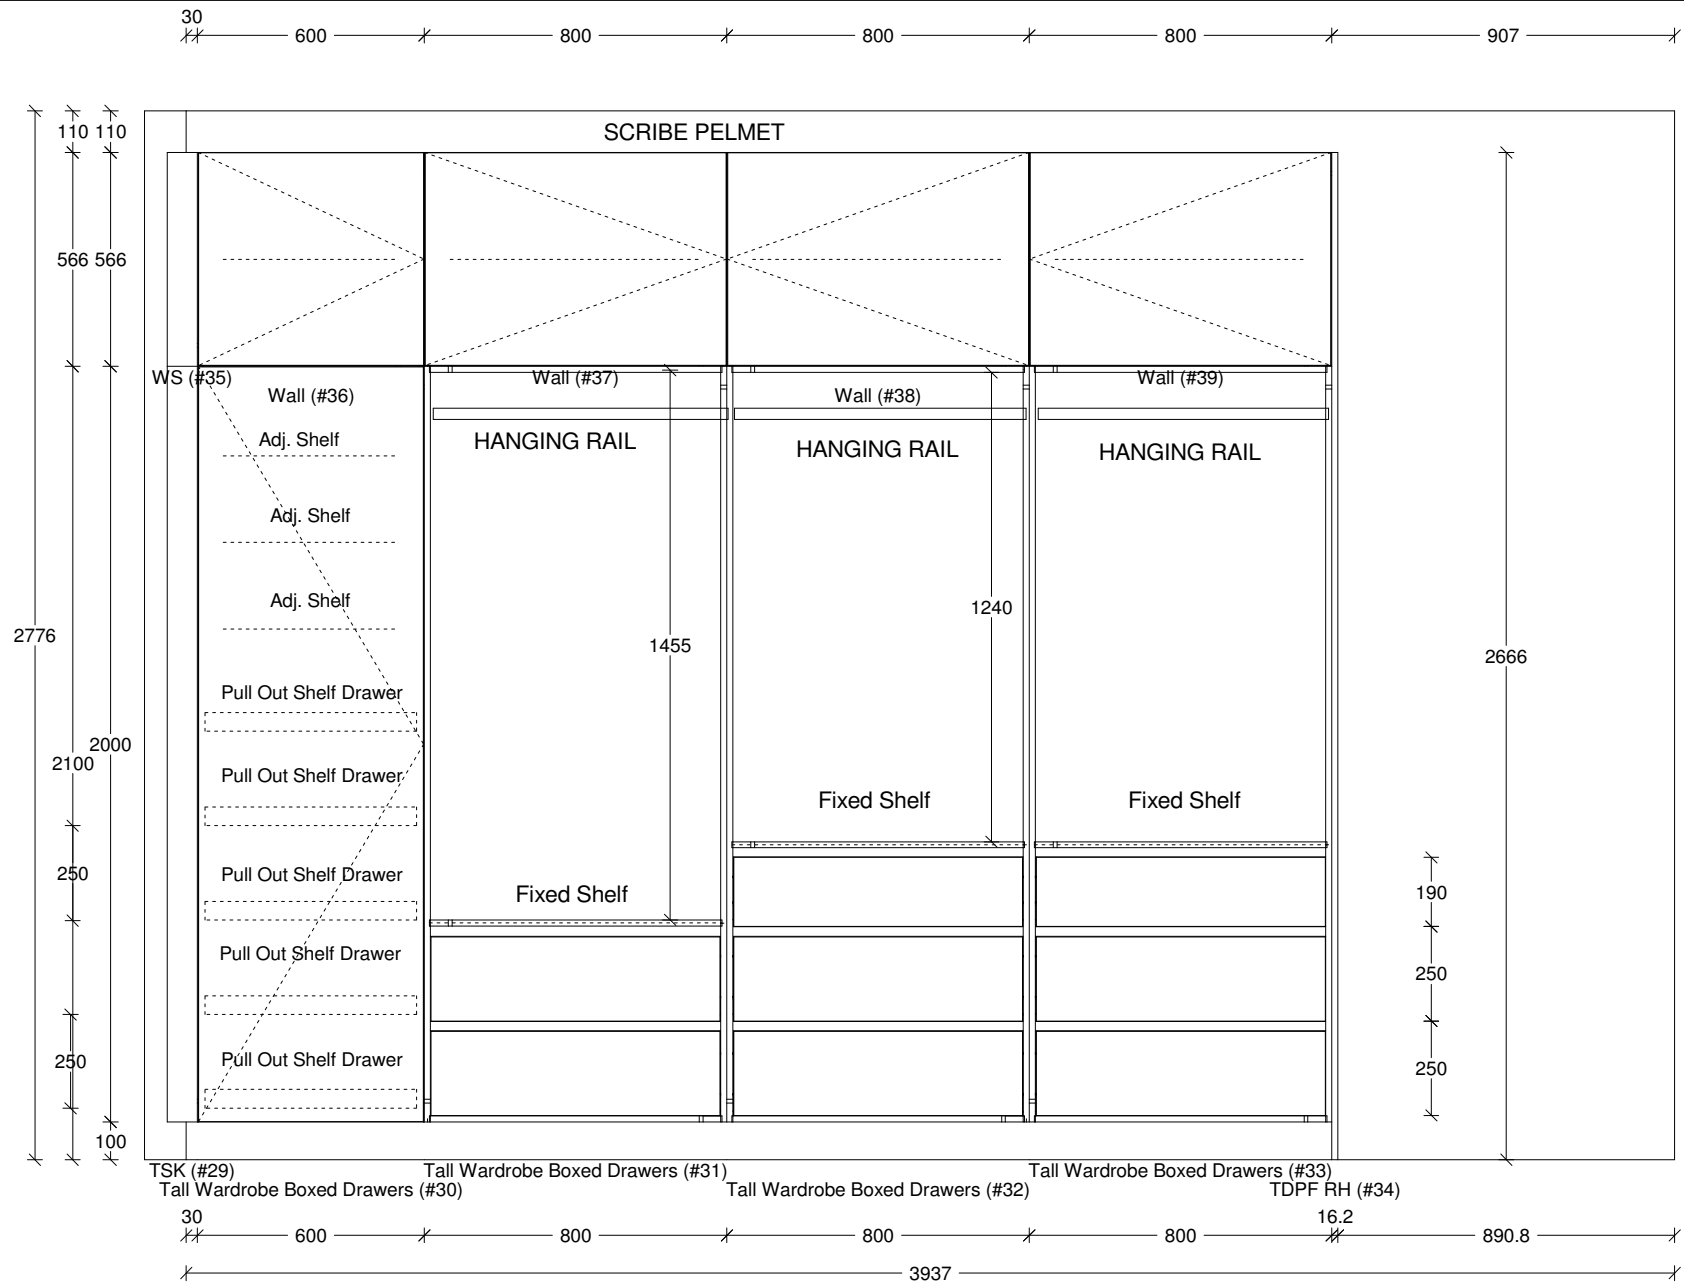 30
600 800 800 800 907
110 110
SCRIBE PELMET
566 566
WS (#35)
Wall (#36)
Wall (#37)
Wall (#38)
Wall (#39)
Adj. Shelf
HANGING RAIL
HANGING RAIL
HANGING RAIL
Adj. Shelf
Adj. Shelf
1240
2776
1455
2666
Pull Out Shelf Drawer
2000
2100
Pull Out Shelf Drawer
Fixed Shelf
Fixed Shelf
250
Pull Out Shelf Drawer
Fixed Shelf
190
Pull Out Shelf Drawer
250
250
Pull Out Shelf Drawer
250
100
TSK (#29)
Tall Wardrobe Boxed Drawers (#31)
Tall Wardrobe Boxed Drawers (#33)
Tall Wardrobe Boxed Drawers (#30)
Tall Wardrobe Boxed Drawers (#32)
TDPF RH (#34)
30
16.2
600 800 800 800 890.8
3937